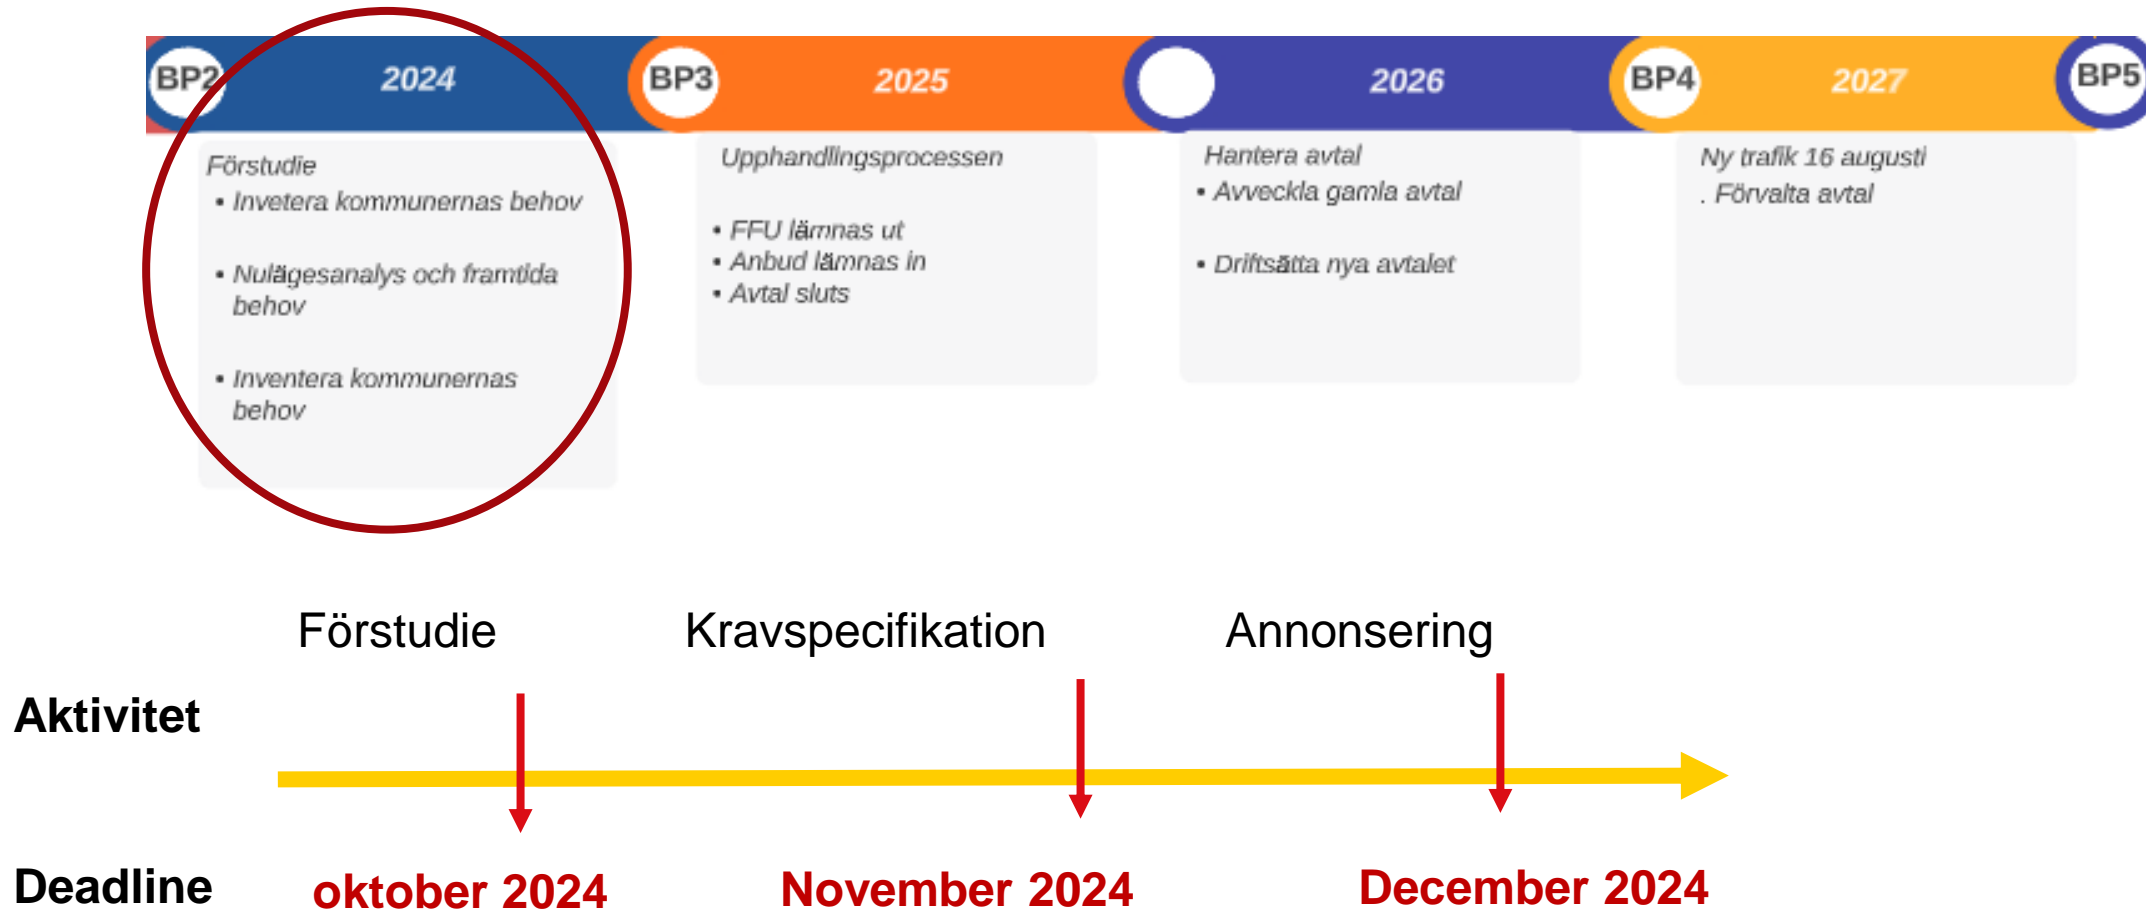 BP2
2024
BP3
2025
2026
BP4
2027
BP5
Förstudie
• Invetera kommunernas behov
• Nulägesanalys och framtida
behov
• Inventera kommunernas
behov
Upphandlingsprocessen
• FFU lämnas ut
• Anbud lämnas in
• Avtal sluts
Hantera avtal
• Avveckla gamla avtal
• Driftsätta nya avtalet
Ny trafik 16 augusti
. Förvalta avtal
Förstudie
Kravspecifikation
Annonsering
Aktivitet
Deadline
oktober 2024
November 2024
December 2024